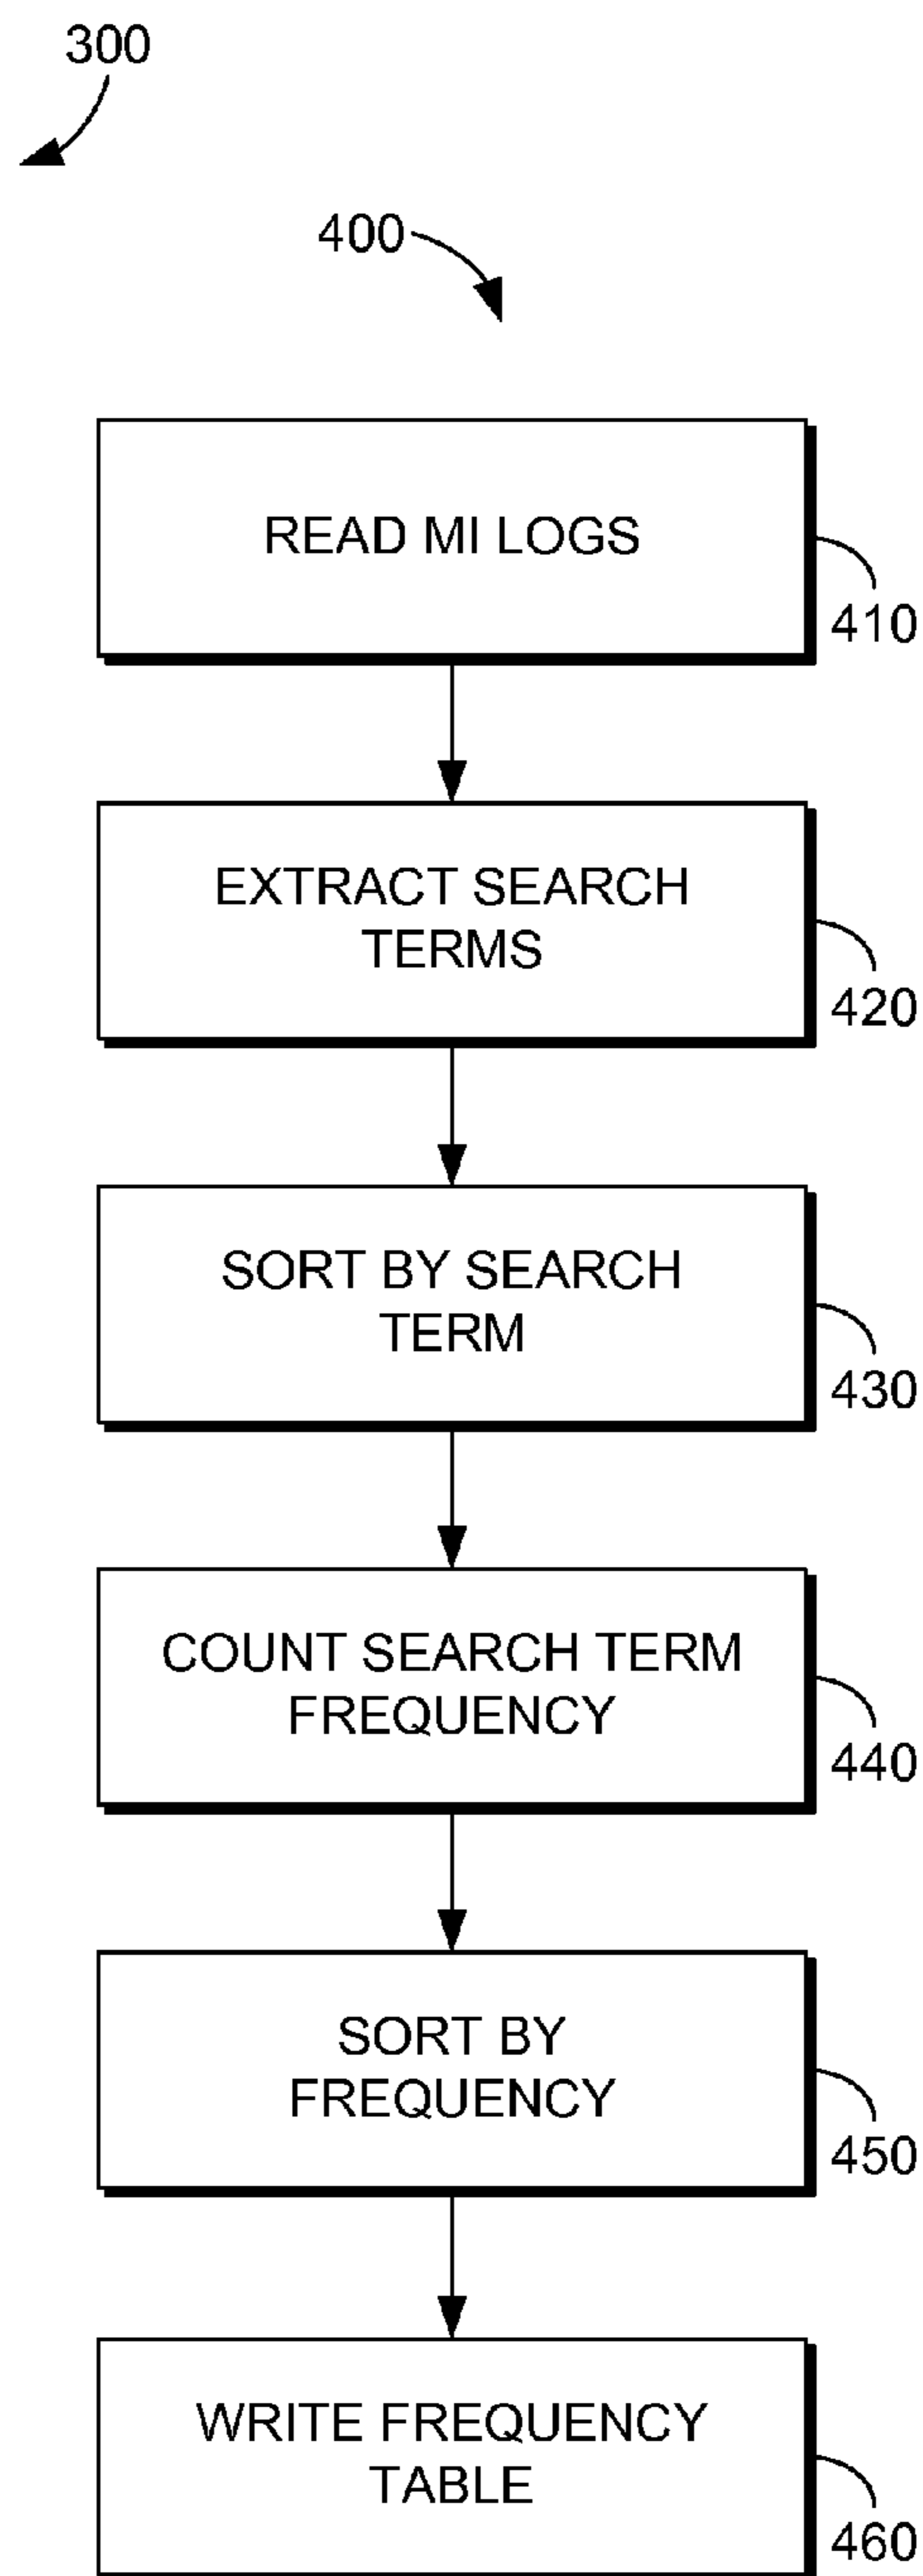 300
400
READ MI LOGS
410
EXTRACT SEARCH
TERMS
420
SORT BY SEARCH
TERM
430
COUNT SEARCH TERM
FREQUENCY
440
SORT BY
FREQUENCY
450
WRITE FREQUENCY
TABLE
460